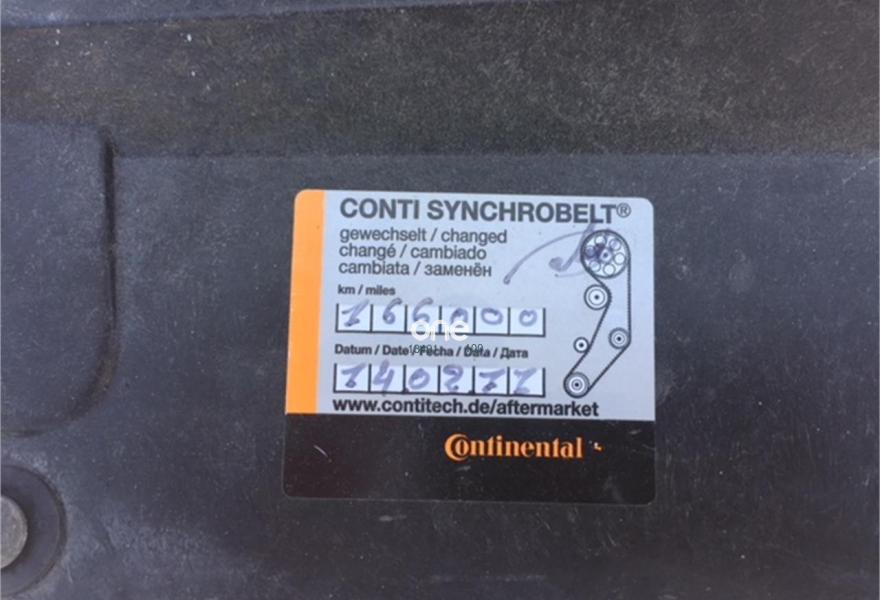 CONTI SYNCHROBELT®
gewechselt / changed
changé / cambiado
cambiata / заменён
km / miles
166000
one
Datum / Date / Fecha / Data / Дата
www.contitech.de/aftermarket
Continental